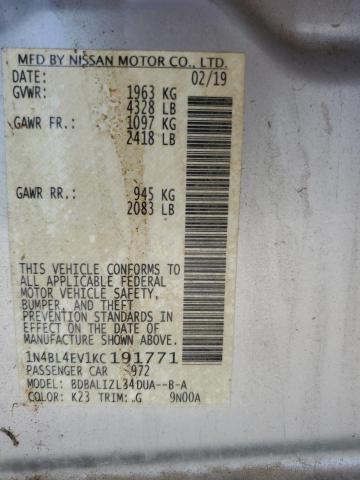 MFD BY NISSAN MOTOR CO., LTD.
DATE: 02/19
GVWR: 1963 KG
4328 LB
GAWR FR.: 1097 KG
2418 LB
GAWR RR.: 945 KG
2083 LB
THIS VEHICLE CONFORMS TO
ALL APPLICABLE FEDERAL
MOTOR VEHICLE SAFETY,
BUMPER, AND THEFT
PREVENTION STANDARDS IN
EFFECT ON THE DATE OF
MANUFACTURE SHOWN ABOVE.
1N4BL4EV1KC191771
PASSENGER CAR 972
MODEL: BDBALIZL34DUA--B-A
COLOR: K23 TRIM: G 9N00A